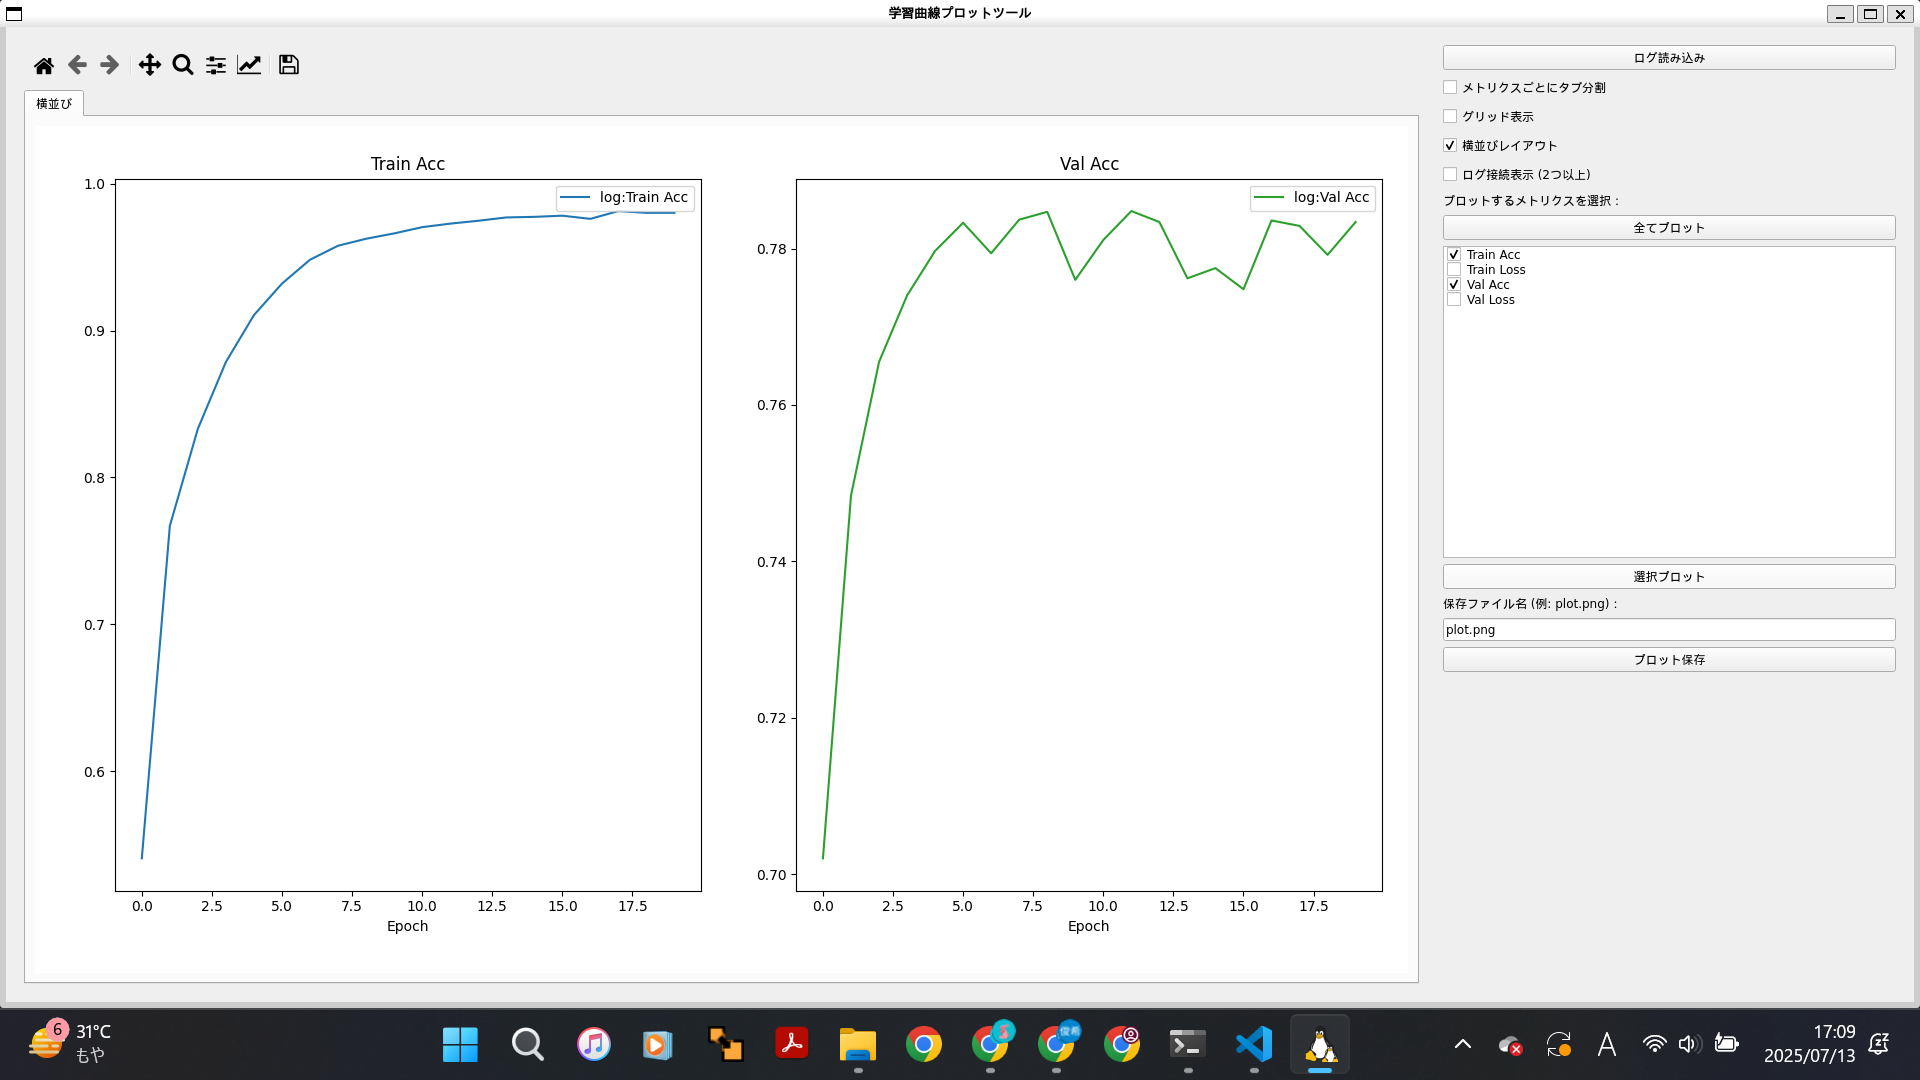 学習曲線プロットツール
横並び
Train Acc
log:Train Acc
1.0
0.9
0.8
0.7
0.6
0.0 2.5 5.0 7.5 10.0 12.5 15.0 17.5
Epoch
Val Acc
log:Val Acc
0.78
0.76
0.74
0.72
0.70
0.0 2.5 5.0 7.5 10.0 12.5 15.0 17.5
Epoch
ログ読み込み
メトリクスごとにタブ分割
グリッド表示
横並びレイアウト
ログ接続表示 (2つ以上)
プロットするメトリクスを選択：
全てプロット
Train Acc
Train Loss
Val Acc
Val Loss
選択プロット
保存ファイル名 (例: plot.png)：
plot.png
プロット保存
6
31°C
もや
俊希
A
17:09
2025/07/13